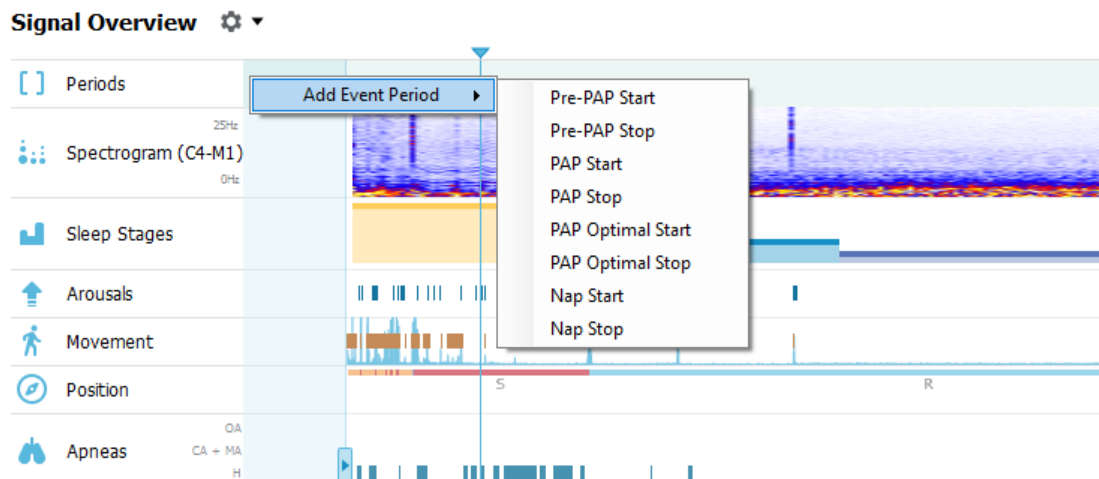 Signal Overview
Periods
Add Event Period
Pre-PAP Start
Pre-PAP Stop
PAP Start
PAP Stop
PAP Optimal Start
PAP Optimal Stop
Nap Start
Nap Stop
25Hz
Spectrogram (C4-M1)
0Hz
Sleep Stages
Arousals
Movement
Position
S
R
OA
Apneas
CA + MA
H